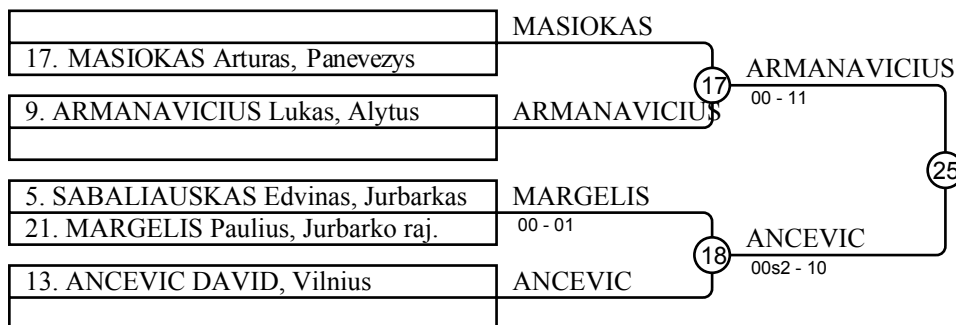 MASIOKAS
17. MASIOKAS Arturas, Panevezys
17
ARMANAVICIUS
00 - 11
9. ARMANAVICIUS Lukas, Alytus
ARMANAVICIUS
25
5. SABALIAUSKAS Edvinas, Jurbarkas
MARGELIS
21. MARGELIS Paulius, Jurbarko raj.
00 - 01
18
ANCEVIC
00s2 - 10
13. ANCEVIC DAVID, Vilnius
ANCEVIC